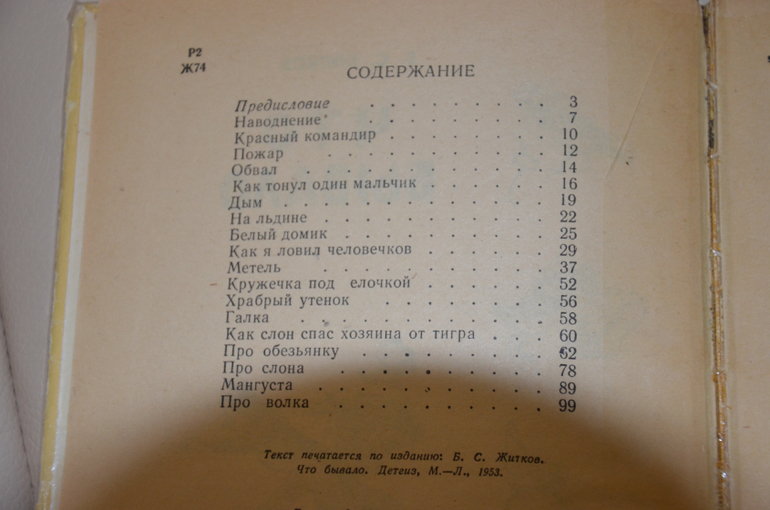 Р2
Ж74
СОДЕРЖАНИЕ
Предисловие . . . . . . . . . 3
Наводнение . . . . . . . . . 7
Красный командир . . . . . . . . 10
Пожар . . . . . . . . . . 12
Обвал . . . . . . . . . . . 14
Как тонул один мальчик . . . . . . 16
Дым . . . . . . . . . . . 19
На льдине . . . . . . . . . . 22
Белый домик . . . . . . . . . 25
Как я ловил человечков . . . . . . 29
Метель . . . . . . . . . . 37
Кружечка под елочкой . . . . . . 52
Храбрый утенок . . . . . . . . 56
Галка . . . . . . . . . . 58
Как слон спас хозяина от тигра . . . . 60
Про обезьянку . . . . . . . . 62
Про слона . . . . . . . . . 78
Мангуста . . . . . . . . . . 89
Про волка . . . . . . . . . 99
Текст печатается по изданию: Б. С. Житков.
Что бывало. Детгиз, М.—Л., 1953.